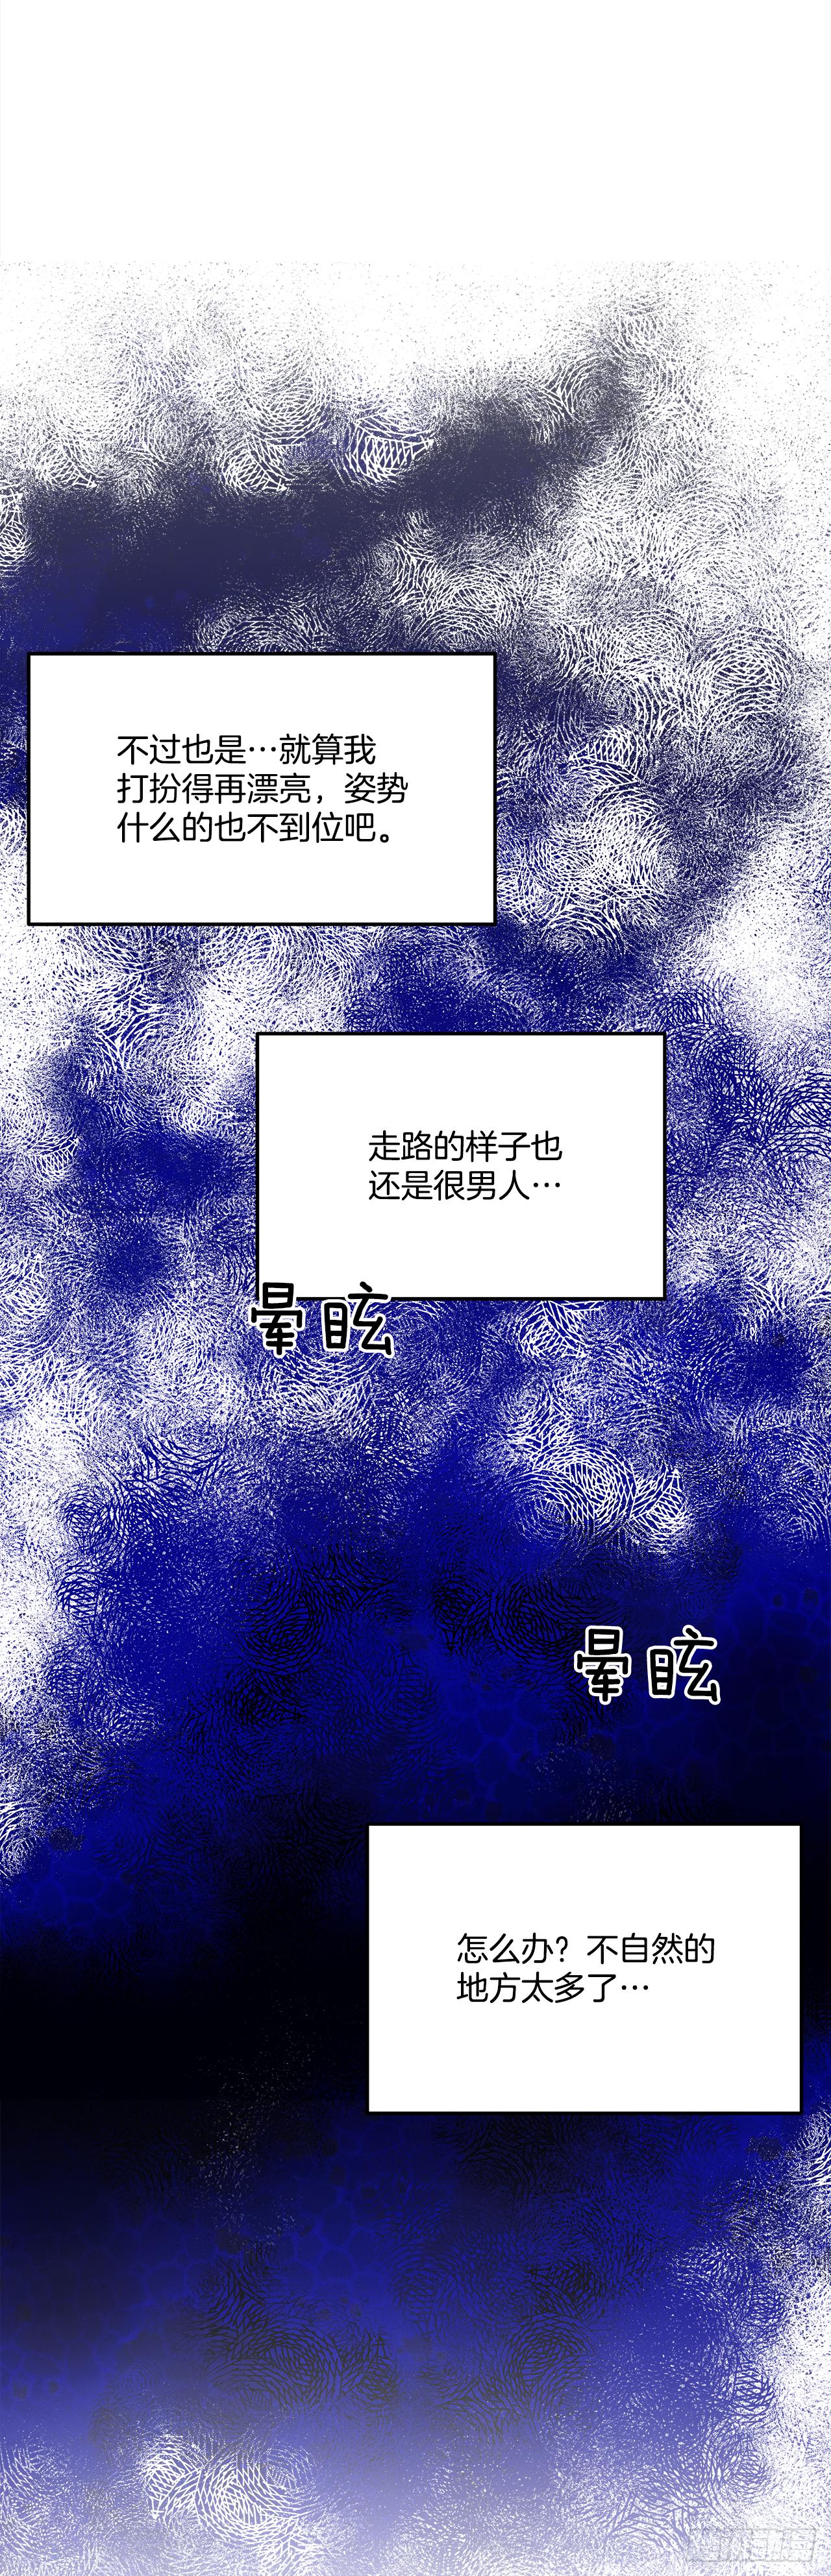 不过也是…就算我
打扮得再漂亮，姿势
什么的也不到位吧。
走路的样子也
还是很男人…
晕眩
晕眩
怎么办？不自然的
地方太多了…